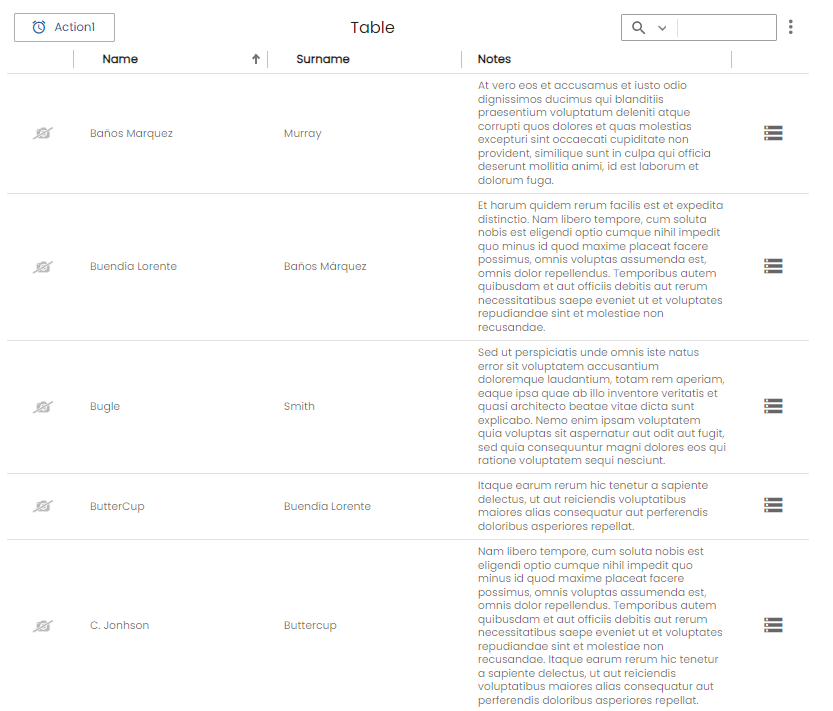 Action1
Table
Name
Surname
Notes
Baños Marquez
Murray
At vero eos et accusamus et iusto odio
dignissimos ducimus qui blanditiis
praesentium voluptatum deleniti atque
corrupti quos dolores et quas molestias
excepturi sint occaecati cupiditate non
provident, similique sunt in culpa qui officia
deserunt mollitia animi, id est laborum et
dolorum fuga.
Buendía Lorente
Baños Márquez
Et harum quidem rerum facilis est et expedita
distinctio. Nam libero tempore, cum soluta
nobis est eligendi optio cumque nihil impedit
quo minus id quod maxime placeat facere
possimus, omnis voluptas assumenda est,
omnis dolor repellendus. Temporibus autem
quibusdam et aut officiis debitis aut rerum
necessitatibus saepe eveniet ut et voluptates
repudiandae sint et molestiae non
recusandae.
Bugle
Smith
Sed ut perspiciatis unde omnis iste natus
error sit voluptatem accusantium
doloremque laudantium, totam rem aperiam,
eaque ipsa quae ab illo inventore veritatis et
quasi architecto beatae vitae dicta sunt
explicabo. Nemo enim ipsam voluptatem
quia voluptas sit aspernatur aut odit aut fugit,
sed quia consequuntur magni dolores eos qui
ratione voluptatem sequi nesciunt.
ButterCup
Buendía Lorente
Itaque earum rerum hic tenetur a sapiente
delectus, ut aut reiciendis voluptatibus
maiores alias consequatur aut perferendis
doloribus asperiores repellat.
C. Jonhson
Buttercup
Nam libero tempore, cum soluta nobis est
eligendi optio cumque nihil impedit quo
minus id quod maxime placeat facere
possimus, omnis voluptas assumenda est,
omnis dolor repellendus. Temporibus autem
quibusdam et aut officiis debitis aut rerum
necessitatibus saepe eveniet ut et voluptates
repudiandae sint et molestiae non
recusandae. Itaque earum rerum hic tenetur
a sapiente delectus, ut aut reiciendis
voluptatibus maiores alias consequatur aut
perferendis doloribus asperiores repellat.